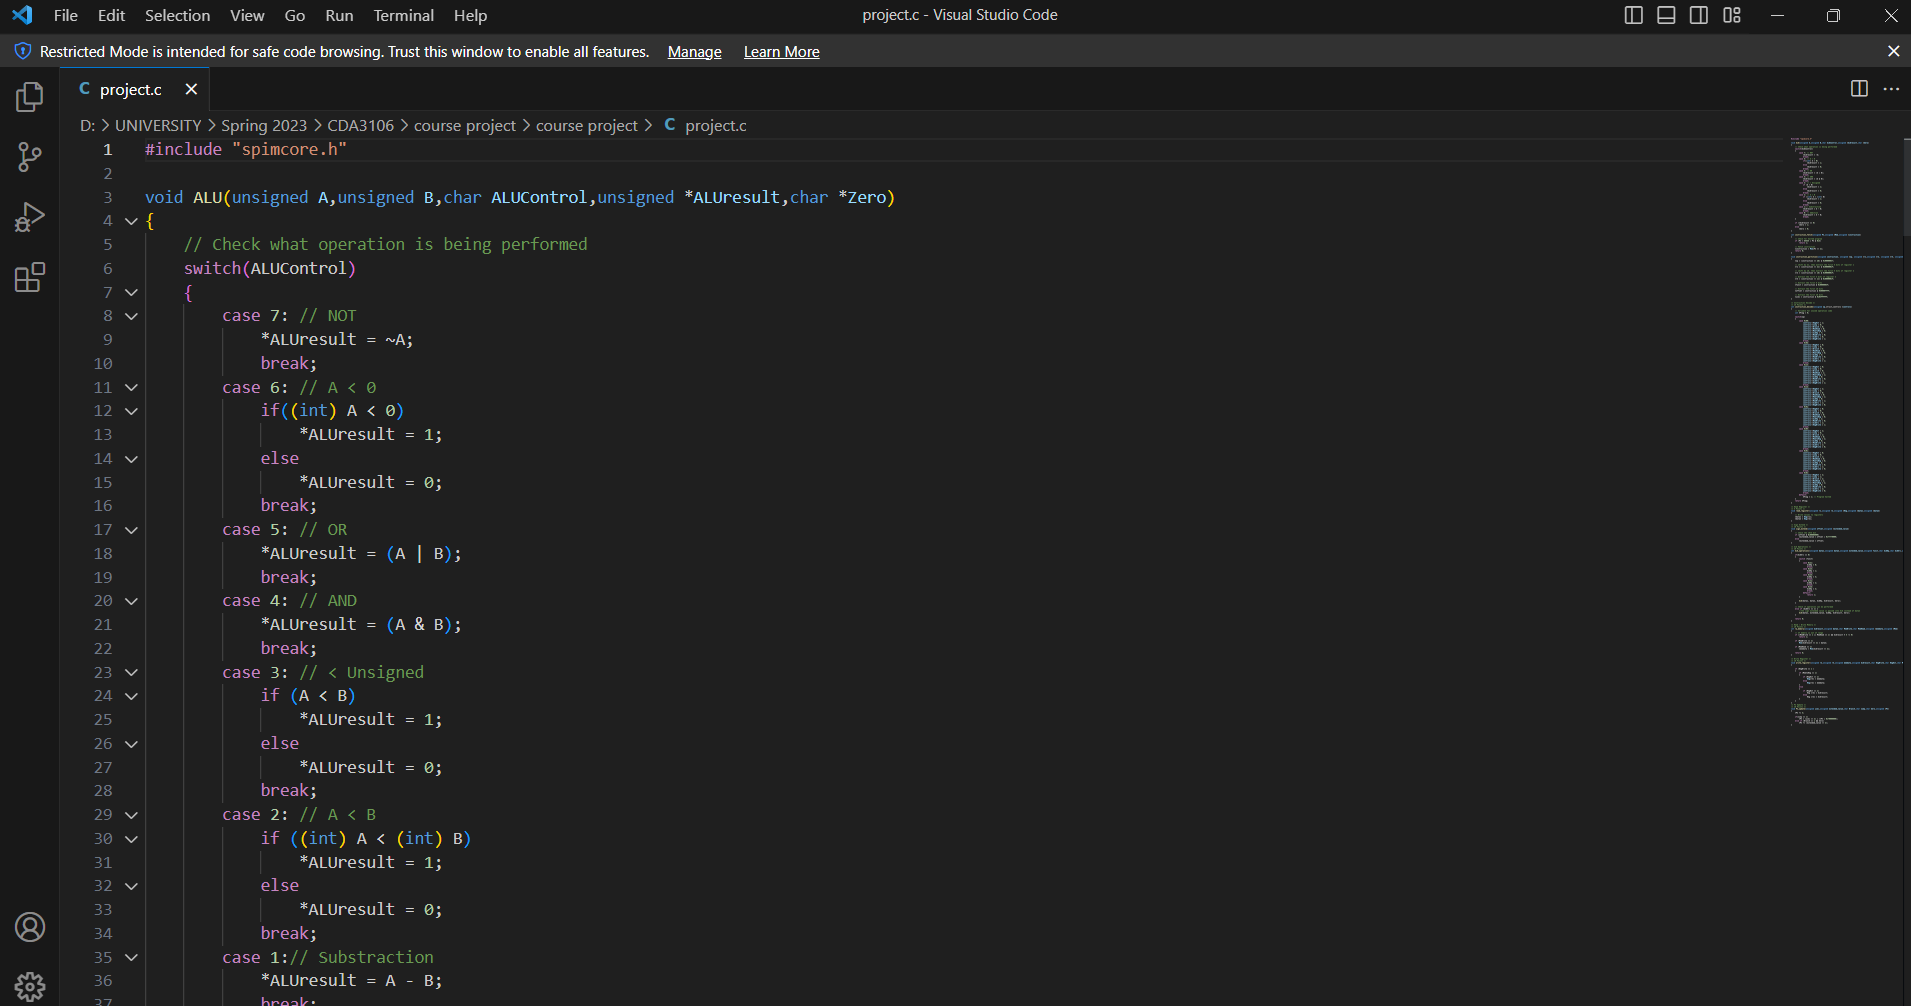 File Edit Selection View Go Run Terminal Help project.c - Visual Studio Code
Restricted Mode is intended for safe code browsing. Trust this window to enable all features. Manage Learn More
C project.c
D: > UNIVERSITY > Spring 2023 > CDA3106 > course project > course project > C project.c
1 #include "spimcore.h"
2
3 void ALU(unsigned A,unsigned B,char ALUControl,unsigned *ALUresult,char *Zero)
4 {
5 // Check what operation is being performed
6 switch(ALUControl)
7 {
8 case 7: // NOT
9 *ALUresult = ~A;
10 break;
11 case 6: // A < 0
12 if((int) A < 0)
13 *ALUresult = 1;
14 else
15 *ALUresult = 0;
16 break;
17 case 5: // OR
18 *ALUresult = (A | B);
19 break;
20 case 4: // AND
21 *ALUresult = (A & B);
22 break;
23 case 3: // < Unsigned
24 if (A < B)
25 *ALUresult = 1;
26 else
27 *ALUresult = 0;
28 break;
29 case 2: // A < B
30 if ((int) A < (int) B)
31 *ALUresult = 1;
32 else
33 *ALUresult = 0;
34 break;
35 case 1:// Substraction
36 *ALUresult = A - B;
37 break;